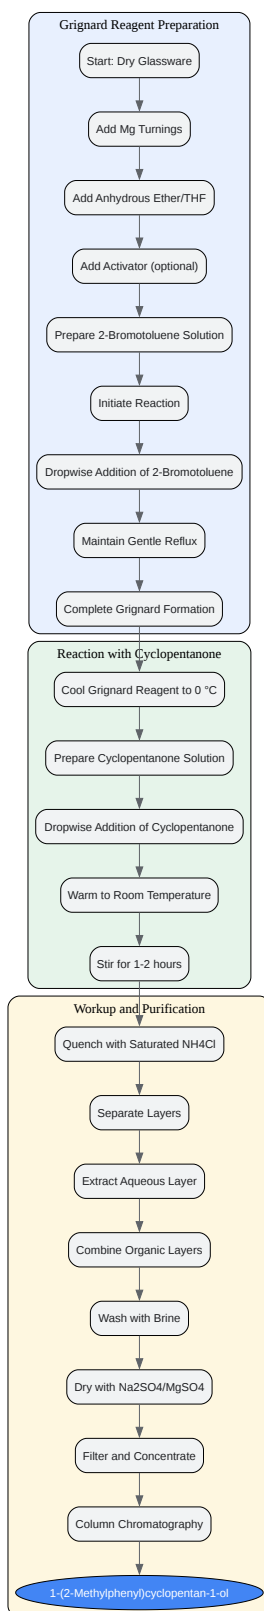 Grignard Reagent Preparation
Start: Dry Glassware
Add Mg Turnings
Add Anhydrous Ether/THF
Add Activator (optional)
Prepare 2-Bromotoluene Solution
Initiate Reaction
Dropwise Addition of 2-Bromotoluene
Maintain Gentle Reflux
Complete Grignard Formation
Reaction with Cyclopentanone
Cool Grignard Reagent to 0 °C
Prepare Cyclopentanone Solution
Dropwise Addition of Cyclopentanone
Warm to Room Temperature
Stir for 1-2 hours
Workup and Purification
Quench with Saturated NH4Cl
Separate Layers
Extract Aqueous Layer
Combine Organic Layers
Wash with Brine
Dry with Na2SO4/MgSO4
Filter and Concentrate
Column Chromatography
1-(2-Methylphenyl)cyclopentan-1-ol